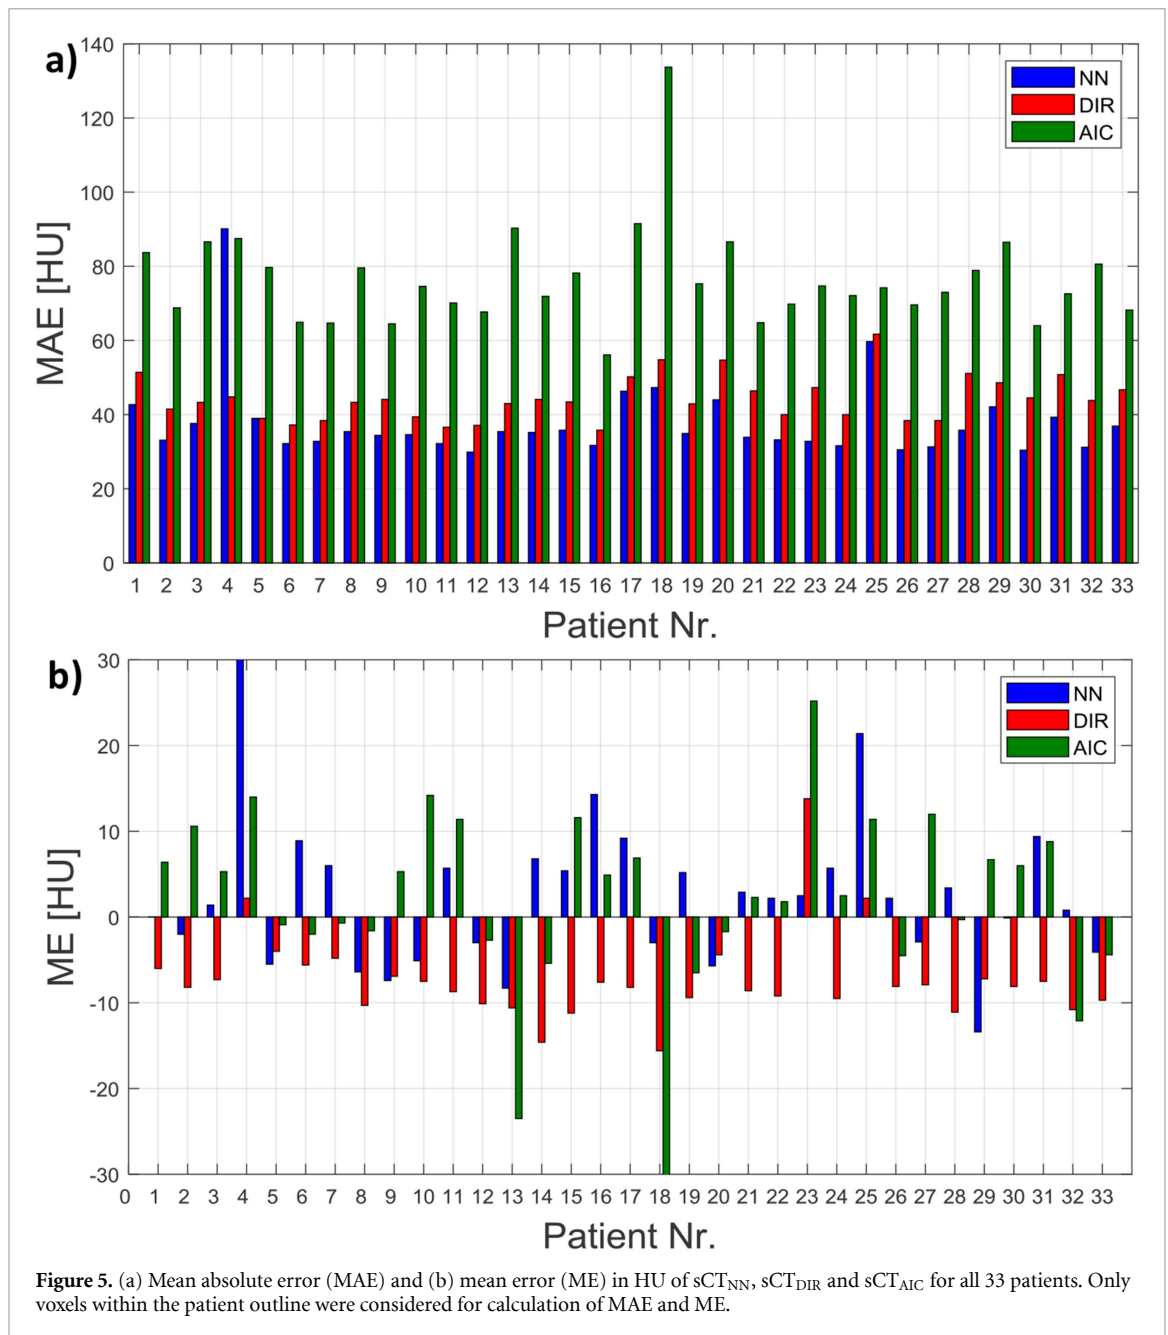 a)
140
120
100
80
60
40
20
0
MAE [HU]
NN
DIR
AIC
1 2 3 4 5 6 7 8 9 10 11 12 13 14 15 16 17 18 19 20 21 22 23 24 25 26 27 28 29 30 31 32 33
Patient Nr.
b)
30
20
10
0
-10
-20
-30
ME [HU]
NN
DIR
AIC
0 1 2 3 4 5 6 7 8 9 10 11 12 13 14 15 16 17 18 19 20 21 22 23 24 25 26 27 28 29 30 31 32 33
Patient Nr.
Figure 5. (a) Mean absolute error (MAE) and (b) mean error (ME) in HU of sCTNN, sCTDIR and sCTAIC for all 33 patients. Only
voxels within the patient outline were considered for calculation of MAE and ME.